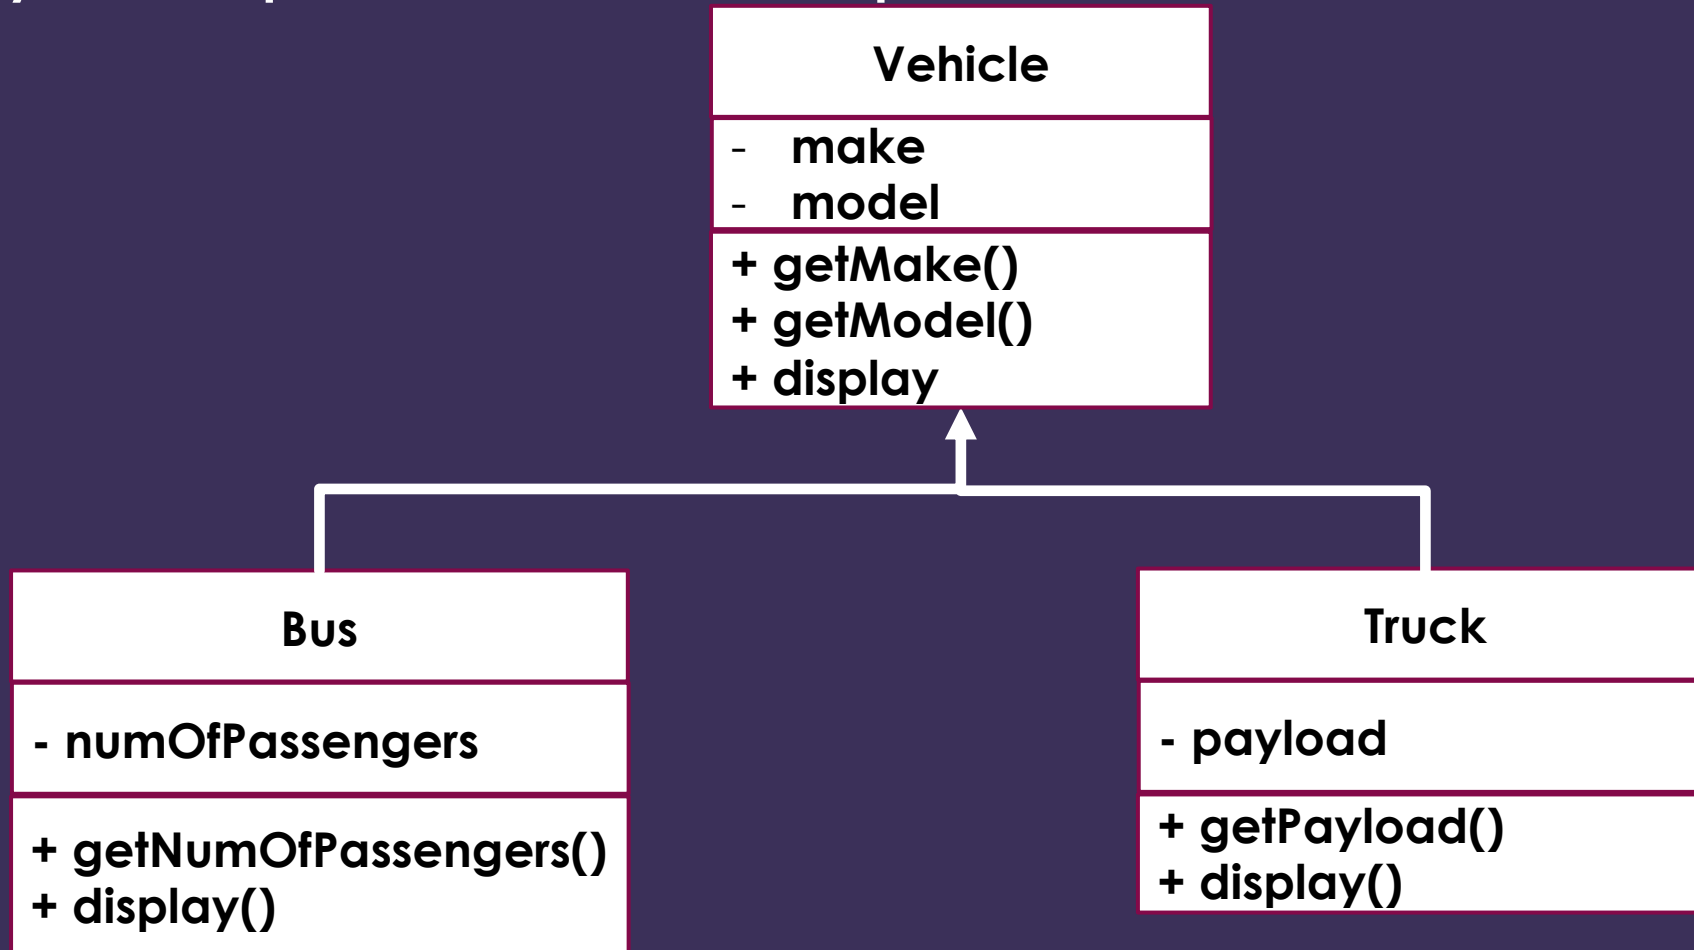 Vehicle
- make
- model
+ getMake()
+ getModel()
+ display
Bus
- numOfPassengers
+ getNumOfPassengers()
+ display()
Truck
- payload
+ getPayload()
+ display()